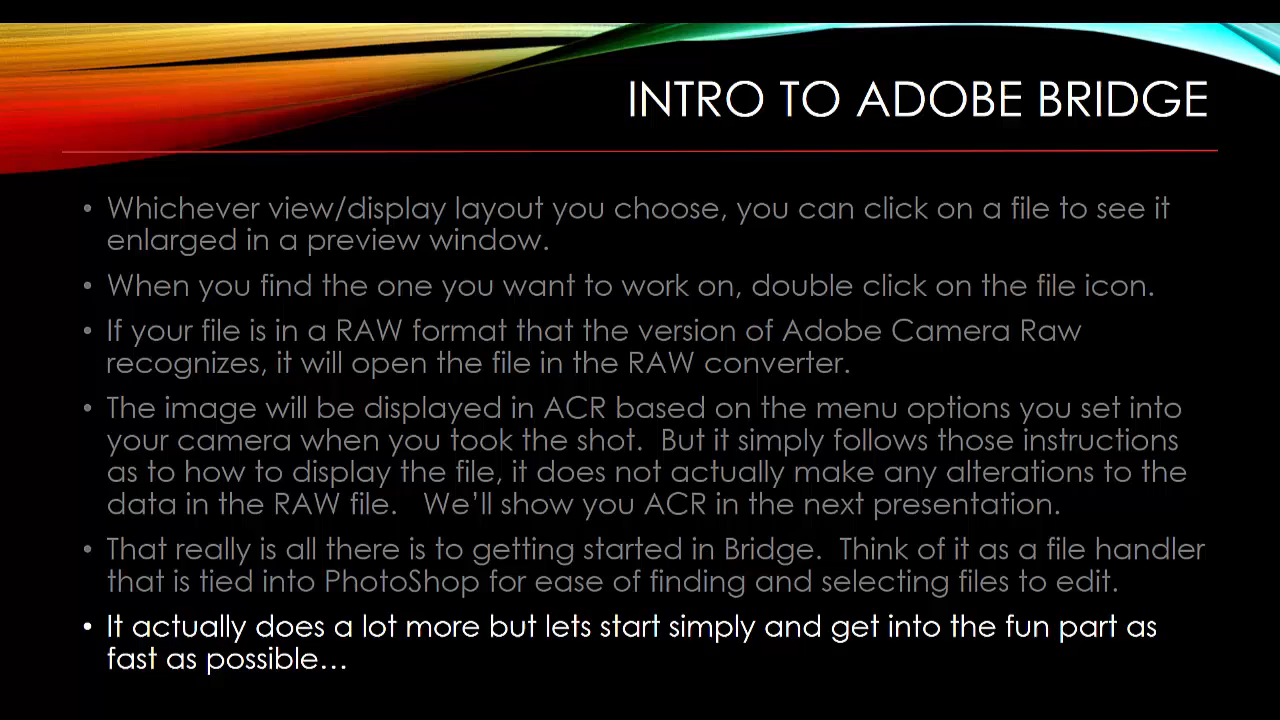 INTRO TO ADOBE BRIDGE
• Whichever view/display layout you choose, you can click on a file to see it
enlarged in a preview window.
• When you find the one you want to work on, double click on the file icon.
• If your file is in a RAW format that the version of Adobe Camera Raw
recognizes, it will open the file in the RAW converter.
• The image will be displayed in ACR based on the menu options you set into
your camera when you took the shot.  But it simply follows those instructions
as to how to display the file, it does not actually make any alterations to the
data in the RAW file.   We'll show you ACR in the next presentation.
• That really is all there is to getting started in Bridge.  Think of it as a file handler
that is tied into PhotoShop for ease of finding and selecting files to edit.
• It actually does a lot more but lets start simply and get into the fun part as
fast as possible…